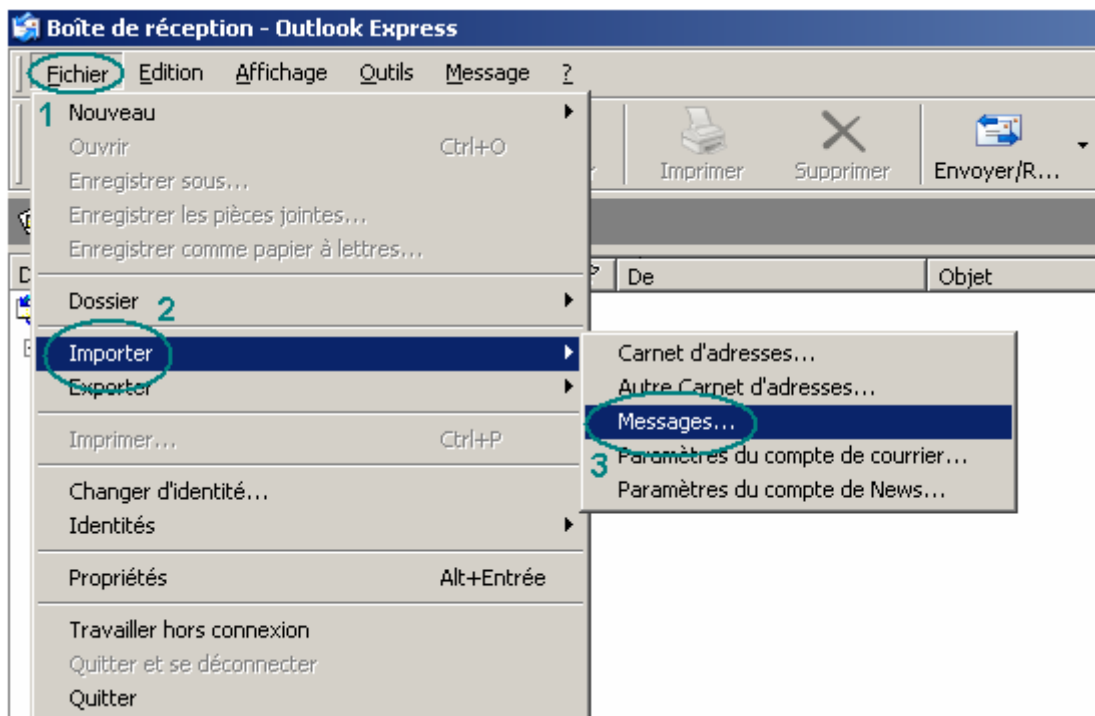 Boîte de réception - Outlook Express
Fichier Edition Affichage Outils Message ?
1
Nouveau
Ouvrir Ctrl+O
Enregistrer sous...
Enregistrer les pièces jointes...
Enregistrer comme papier à lettres...
Imprimer Supprimer Envoyer/R...
De Objet
Dossier
2
Importer
Exporter
Imprimer... Ctrl+P
Changer d'identité...
Identités
Propriétés Alt+Entrée
Travailler hors connexion
Quitter et se déconnecter
Quitter
Carnet d'adresses...
Autre Carnet d'adresses...
Messages...
3
Paramètres du compte de courrier...
Paramètres du compte de News...